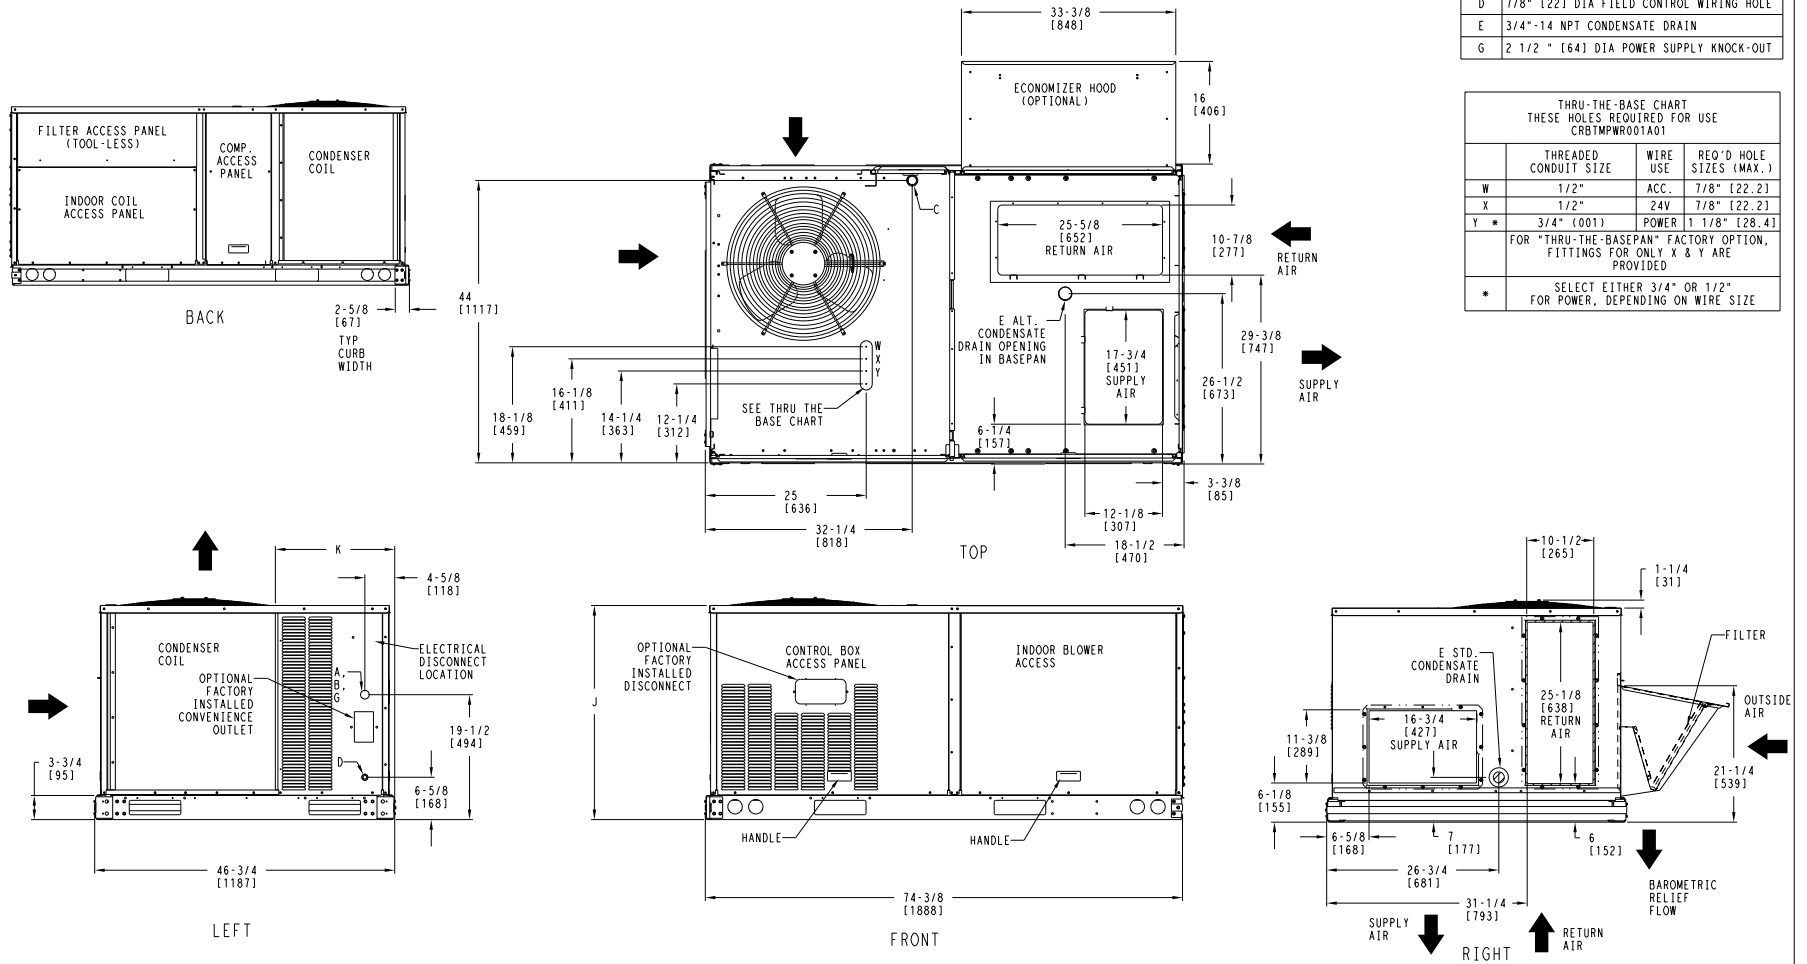 D 7/8" [22] DIA FIELD CONTROL WIRING HOLE
E 3/4"-14 NPT CONDENSATE DRAIN
G 2 1/2 " [64] DIA POWER SUPPLY KNOCK-OUT
THRU-THE-BASE CHART
THESE HOLES REQUIRED FOR USE
CRBTMPWR001A01
THREADED CONDUIT SIZE WIRE USE REQ'D HOLE SIZES (MAX.)
W 1/2" ACC. 7/8" [22.2]
X 1/2" 24V 7/8" [22.2]
Y * 3/4" (001) POWER 1 1/8" [28.4]
FOR "THRU-THE-BASEPAN" FACTORY OPTION,
FITTINGS FOR ONLY X & Y ARE
PROVIDED
* SELECT EITHER 3/4" OR 1/2"
FOR POWER, DEPENDING ON WIRE SIZE
FILTER ACCESS PANEL
(TOOL-LESS)
INDOOR COIL
ACCESS PANEL
COMP.
ACCESS
PANEL
CONDENSER
COIL
BACK
2-5/8
[67]
TYP
CURB
WIDTH
33-3/8
[848]
ECONOMIZER HOOD
(OPTIONAL)
16
[406]
C
25-5/8
[652]
RETURN AIR
10-7/8
[277]
RETURN
AIR
44
[1117]
E ALT.
CONDENSATE
DRAIN OPENING
IN BASEPAN
17-3/4
[451]
SUPPLY
AIR
29-3/8
[747]
26-1/2
[673]
SUPPLY
AIR
W
X
Y
SEE THRU THE
BASE CHART
18-1/8
[459]
16-1/8
[411]
14-1/4
[363]
12-1/4
[312]
6-1/4
[157]
3-3/8
[85]
25
[636]
12-1/8
[307]
32-1/4
[818]
18-1/2
[470]
TOP
K
4-5/8
[118]
CONDENSER
COIL
ELECTRICAL
DISCONNECT
LOCATION
OPTIONAL
FACTORY
INSTALLED
CONVENIENCE
OUTLET
A,
B,
G
D
19-1/2
[494]
3-3/4
[95]
6-5/8
[168]
46-3/4
[1187]
LEFT
J
OPTIONAL
FACTORY
INSTALLED
DISCONNECT
CONTROL BOX
ACCESS PANEL
INDOOR BLOWER
ACCESS
HANDLE
HANDLE
74-3/8
[1888]
FRONT
10-1/2
[265]
1-1/4
[31]
FILTER
E STD.
CONDENSATE
DRAIN
25-1/8
[638]
RETURN
AIR
OUTSIDE
AIR
16-3/4
[427]
SUPPLY AIR
11-3/8
[289]
21-1/4
[539]
6-1/8
[155]
6-5/8
[168]
7
[177]
6
[152]
26-3/4
[681]
31-1/4
[793]
BAROMETRIC
RELIEF
FLOW
SUPPLY
AIR
RETURN
AIR
RIGHT